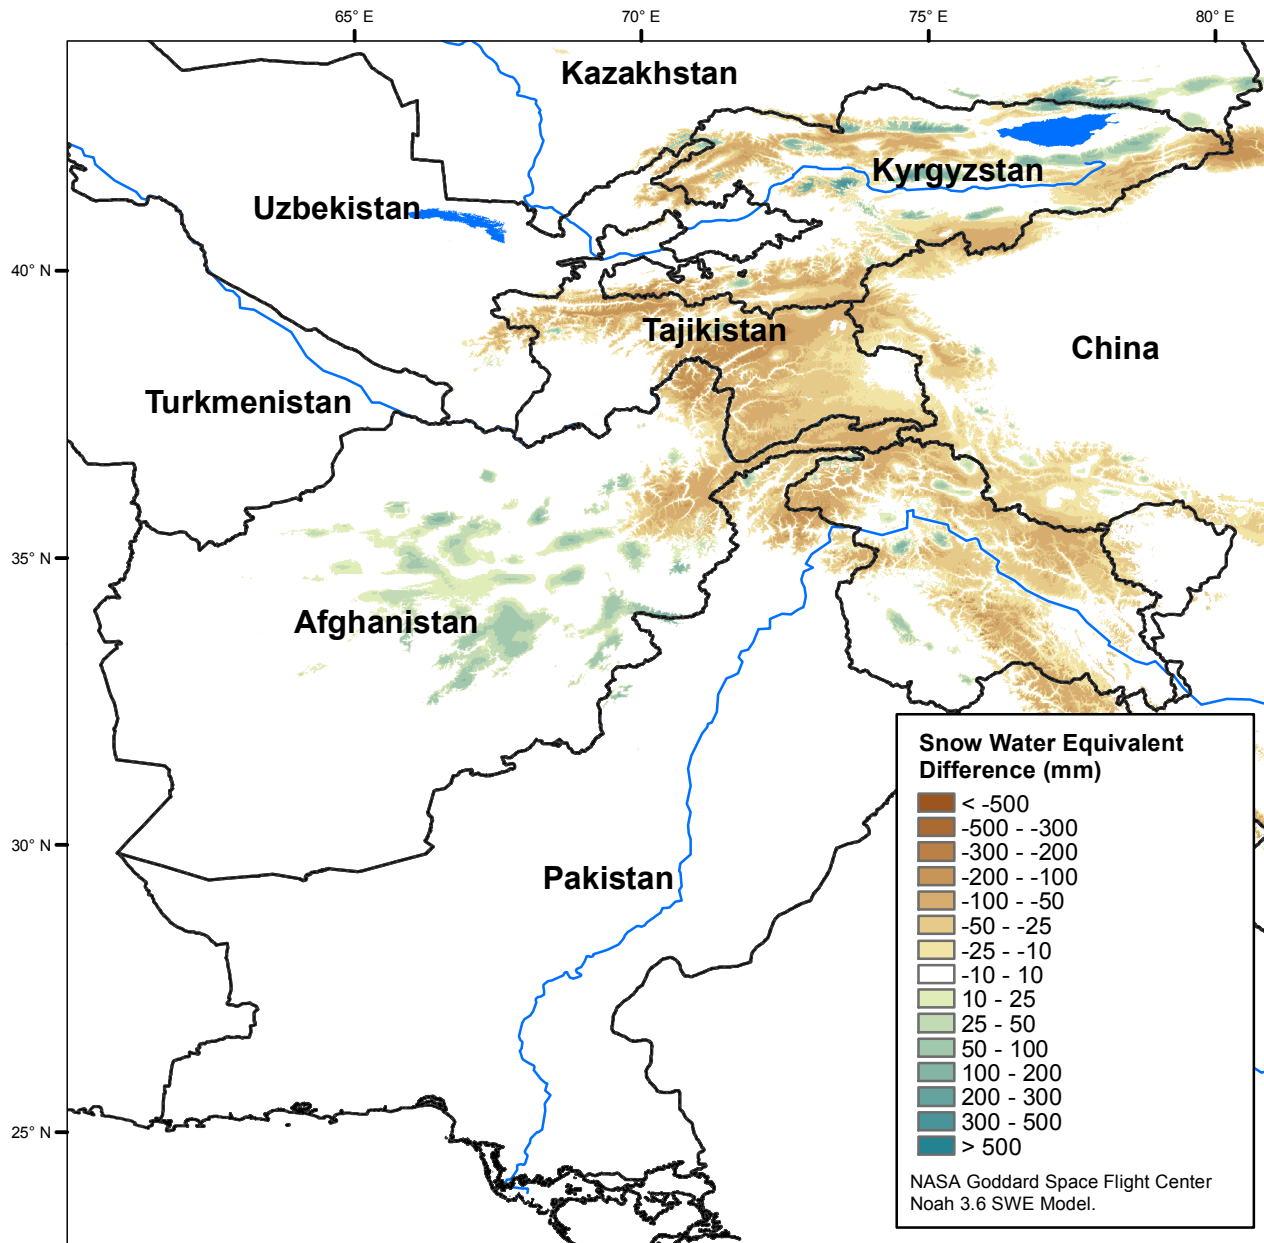 65° E
70° E
75° E
80° E
Kazakhstan
Kyrgyzstan
Uzbekistan
40° N
Tajikistan
China
Turkmenistan
35° N
Afghanistan
30° N
Pakistan
25° N
Snow Water Equivalent
Difference (mm)
< -500
-500 - -300
-300 - -200
-200 - -100
-100 - -50
-50 - -25
-25 - -10
-10 - 10
10 - 25
25 - 50
50 - 100
100 - 200
200 - 300
300 - 500
> 500
NASA Goddard Space Flight Center
Noah 3.6 SWE Model.